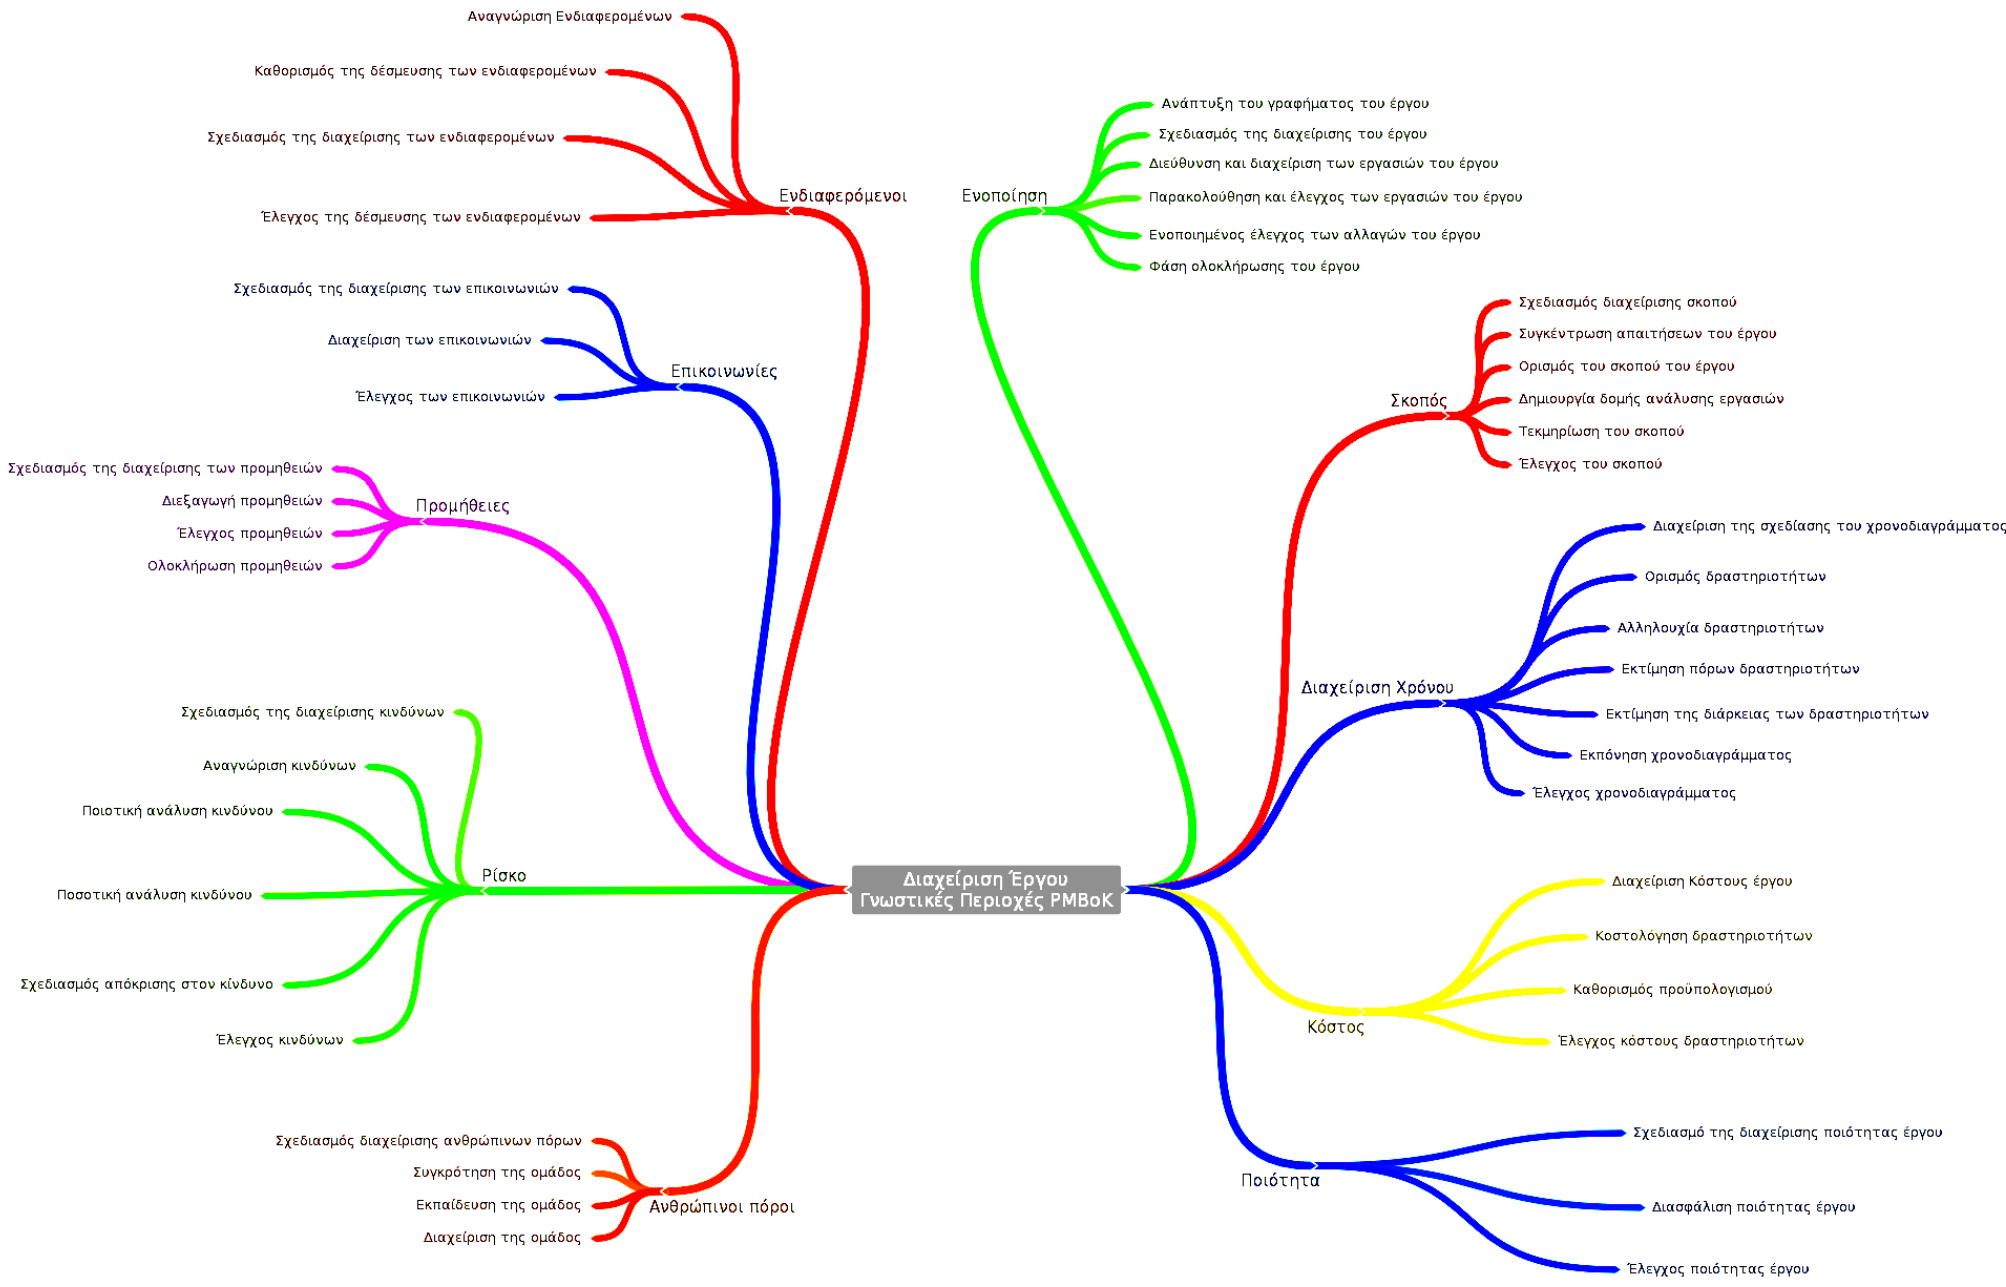 Διαχείριση Έργου
Γνωστικές Περιοχές PMBoK
Ενοποίηση
Ανάπτυξη του γραφήματος του έργου
Σχεδιασμός της διαχείρισης του έργου
Διεύθυνση και διαχείριση των εργασιών του έργου
Παρακολούθηση και έλεγχος των εργασιών του έργου
Ενοποιημένος έλεγχος των αλλαγών του έργου
Φάση ολοκλήρωσης του έργου
Σκοπός
Σχεδιασμός διαχείρισης σκοπού
Συγκέντρωση απαιτήσεων του έργου
Ορισμός του σκοπού του έργου
Δημιουργία δομής ανάλυσης εργασιών
Τεκμηρίωση του σκοπού
Έλεγχος του σκοπού
Διαχείριση Χρόνου
Διαχείριση της σχεδίασης του χρονοδιαγράμματος
Ορισμός δραστηριοτήτων
Αλληλουχία δραστηριοτήτων
Εκτίμηση πόρων δραστηριοτήτων
Εκτίμηση της διάρκειας των δραστηριοτήτων
Εκπόνηση χρονοδιαγράμματος
Έλεγχος χρονοδιαγράμματος
Κόστος
Διαχείριση Κόστους έργου
Κοστολόγηση δραστηριοτήτων
Καθορισμός προϋπολογισμού
Έλεγχος κόστους δραστηριοτήτων
Ποιότητα
Σχεδιασμό της διαχείρισης ποιότητας έργου
Διασφάλιση ποιότητας έργου
Έλεγχος ποιότητας έργου
Ενδιαφερόμενοι
Αναγνώριση Ενδιαφερομένων
Καθορισμός της δέσμευσης των ενδιαφερομένων
Σχεδιασμός της διαχείρισης των ενδιαφερομένων
Έλεγχος της δέσμευσης των ενδιαφερομένων
Επικοινωνίες
Σχεδιασμός της διαχείρισης των επικοινωνιών
Διαχείριση των επικοινωνιών
Έλεγχος των επικοινωνιών
Προμήθειες
Σχεδιασμός της διαχείρισης των προμηθειών
Διεξαγωγή προμηθειών
Έλεγχος προμηθειών
Ολοκλήρωση προμηθειών
Ρίσκο
Σχεδιασμός της διαχείρισης κινδύνων
Αναγνώριση κινδύνων
Ποιοτική ανάλυση κινδύνου
Ποσοτική ανάλυση κινδύνου
Σχεδιασμός απόκρισης στον κίνδυνο
Έλεγχος κινδύνων
Ανθρώπινοι πόροι
Σχεδιασμός διαχείρισης ανθρώπινων πόρων
Συγκρότηση της ομάδος
Εκπαίδευση της ομάδος
Διαχείριση της ομάδος